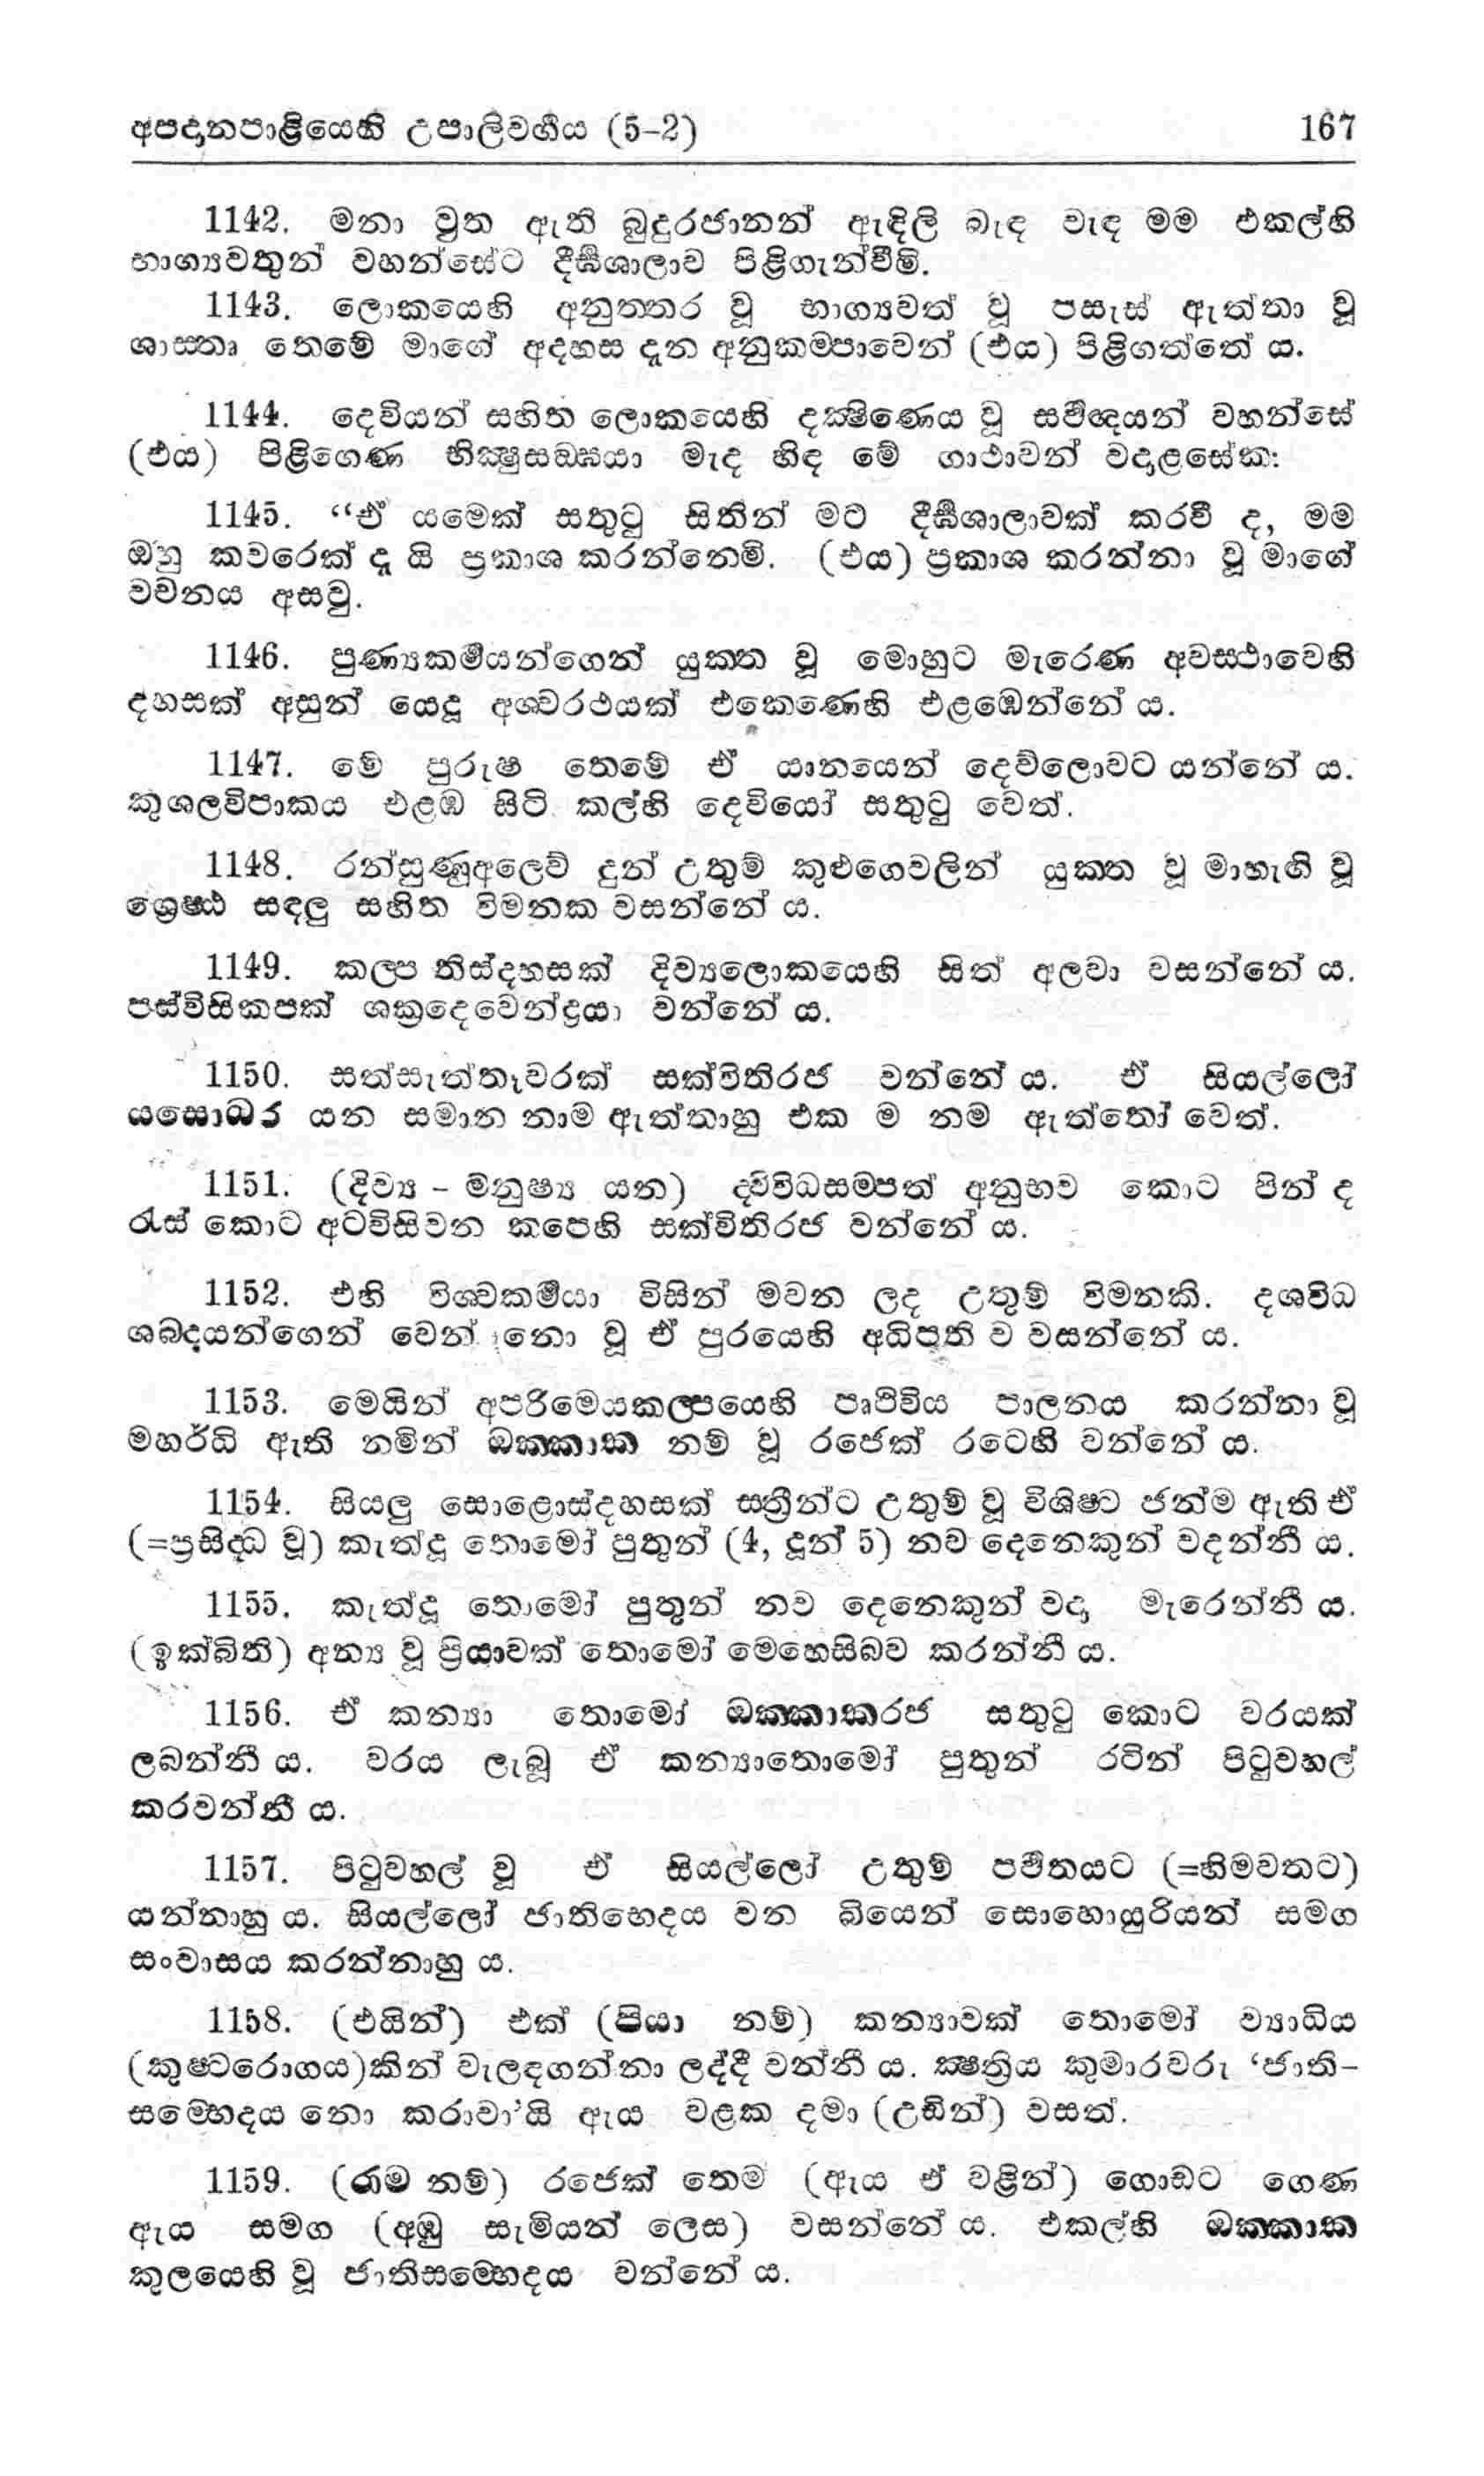 අපදානපාළියෙහි උපාලිවර්‍ගය (5-2) 167
1142. මනා වූත ඇති බුදුරජානන් ඇඳිලි බැඳ වැඳ මම එකල්හි
භාග්‍යවතුන් වහන්සේට දීර්‍ඝශාලාව පිළිගැන්වීමි.
1143. ලොකයෙහි අනුත්තර වූ භාග්‍යවත් වූ පසැස් ඇත්තා වූ
ශාස්තෘ තෙමේ මාගේ අදහස දැන අනුකම්පාවෙන් (එය) පිළිගත්තේ ය.
1144. දෙවියන් සහිත ලොකයෙහි දක්‍ෂිණෙය වූ සර්‍වඥයන් වහන්සේ
(එය) පිළිගෙණ භික්‍ෂුසඞ්ඝයා මැද හිඳ මේ ගාථාවන් වදාළසේක:
1145. “ඒ යමෙක් සතුටු සිතින් මට දීර්‍ඝශාලාවක් කරවී ද, මම
ඔහු කවරෙක් දැ යි ප්‍රකාශ කරන්නෙමි. (එය) ප්‍රකාශ කරන්නා වූ මාගේ
වචනය අසවු.
1146. පුණ්‍යකර්‍මයන්ගෙන් යුක්ත වූ මොහුට මැරෙණ අවස්ථාවෙහි
දහසක් අසුන් යෙදූ අශ්වරථයක් එකෙණෙහි එළඹෙන්නේ ය.
1147. මේ පුරුෂ තෙමේ ඒ යානයෙන් දෙව්ලොවට යන්නේ ය.
කුශලවිපාකය එළඹ සිටි කල්හි දෙවියෝ සතුටු වෙත්.
1148. රන්සුණුඅලෙව් දුන් උතුම් කුළුගෙවලින් යුක්ත වූ මාහැඟි වූ
ශ්‍රෙෂ්ඨ සඳලු සහිත විමනක වසන්නේ ය.
1149. කල්ප තිස්දහසක් දිව්‍යලොකයෙහි සිත් අලවා වසන්නේ ය.
පස්විසිකපක් ශක්‍රදෙවෙන්ද්‍රයා වන්නේ ය.
1150. සත්සැත්තෑවරක් සක්විතිරජ වන්නේ ය. ඒ සියල්ලෝ
යසොධර යන සමාන නාම ඇත්තාහු එක ම නම ඇත්තෝ වෙත්.
1151. (දිව්‍ය - මනුෂ්‍ය යන) ද්විවිධසම්පත් අනුභව කොට පින් ද
රැස් කොට අටවිසිවන කපෙහි සක්විතිරජ වන්නේ ය.
1152. එහි විශ්වකර්‍මයා විසින් මවන ලද උතුම් විමනකි. දශවිධ
ශබ්දයන්ගෙන් වෙන් නො වූ ඒ පුරයෙහි අධිපති ව වසන්නේ ය.
1153. මෙයින් අපරිමෙයකල්පයෙහි පෘථිවිය පාලනය කරන්නා වූ
මහර්ධි ඇති නමින් ඔක්කාක නම් වූ රජෙක් රටෙහි වන්නේ ය.
1154. සියලු සොළොස්දහසක් ස්ත්‍රීන්ට උතුම් වූ විශිෂ්ට ජන්ම ඇති ඒ
(=ප්‍රසිද්ධ වූ) කැත්දූ තොමෝ පුතුන් (4, දූන් 5) නව දෙනෙකුන් වදන්නී ය.
1155. කැත්දූ තොමෝ පුතුන් නව දෙනෙකුන් වදා මැරෙන්නී ය.
(ඉක්බිති) අන්‍ය වූ ප්‍රියාවක් තොමෝ මෙහෙසිබව කරන්නී ය.
1156. ඒ කන්‍යා තොමෝ ඔක්කාකරජ සතුටු කොට වරයක්
ලබන්නී ය. වරය ලැබූ ඒ කන්‍යාතොමෝ පුතුන් රටින් පිටුවහල්
කරවන්නී ය.
1157. පිටුවහල් වූ ඒ සියල්ලෝ උතුම් පර්‍වතයට (=හිමවතට)
යන්නාහු ය. සියල්ලෝ ජාතිභෙදය වන බියෙන් සොහොයුරියන් සමග
සංවාසය කරන්නාහු ය.
1158. (එයින්) එක් (පියා නම්) කන්‍යාවක් තොමෝ ව්‍යාධිය
(කුෂ්ටරොගය)කින් වැලඳගන්නා ලද්දී වන්නී ය. ක්‍ෂත්‍රිය කුමාරවරු ‘ජාති-
සම්භෙදය නො කරාවා’යි ඇය වළක දමා (උඩින්) වසත්.
1159. (රාම නම්) රජෙක් තෙම (ඇය ඒ වළින්) ගොඩට ගෙණ
ඇය සමග (අඹු සැමියන් ලෙස) වසන්නේ ය. එකල්හි ඔක්කාක
කුලයෙහි වූ ජාතිසම්භෙදය වන්නේ ය.